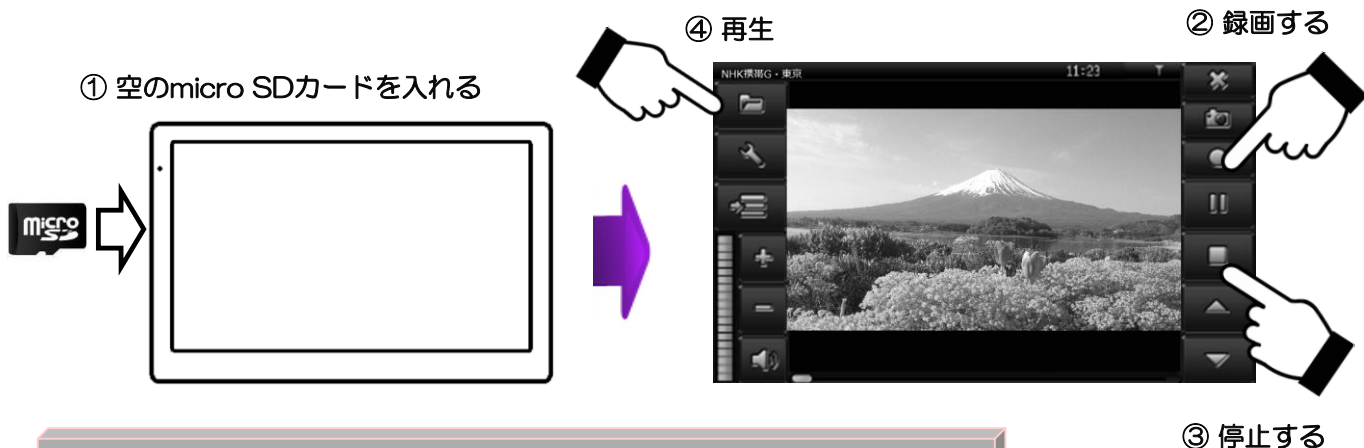 ① 空のmicro SDカードを入れる
micro
SD
④ 再生
② 録画する
NHK携帯G・東京
11:23
③ 停止する